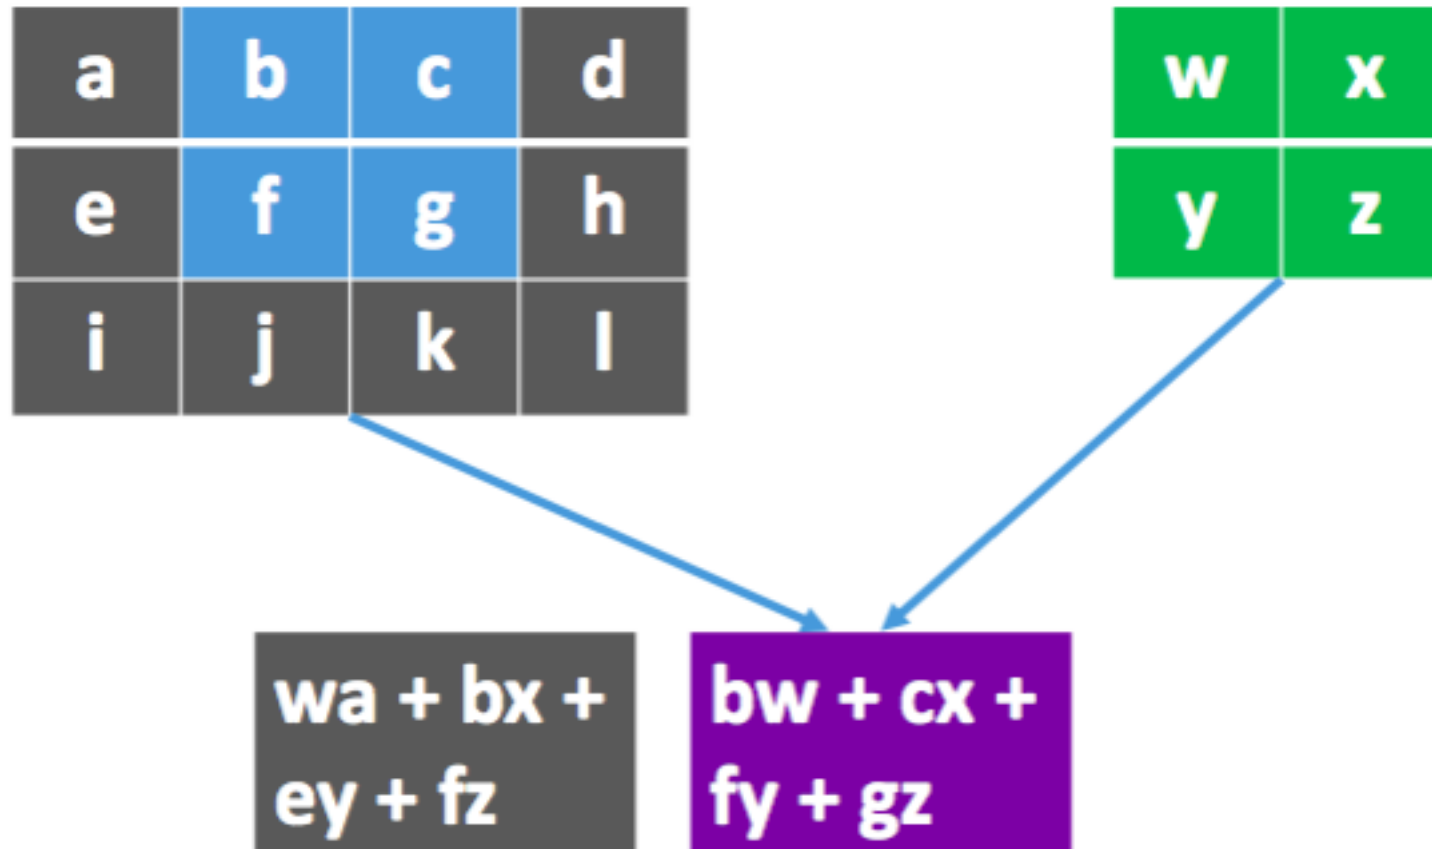 a b c d w x
e f g h y z
i j k l
wa + bx + bw + cx +
ey + fz fy + gz